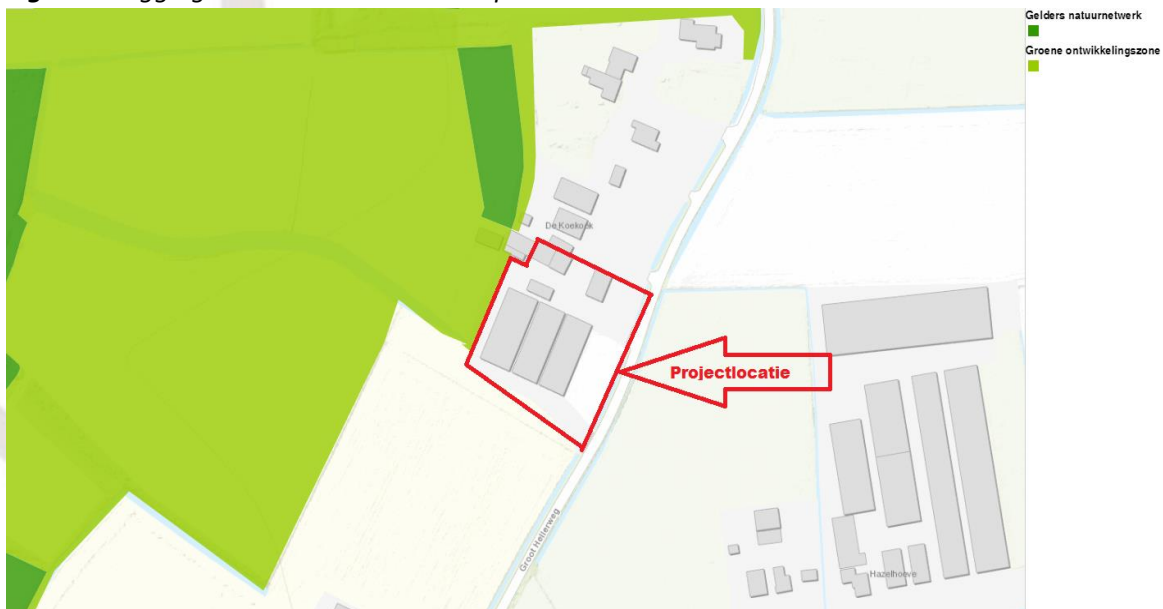 Gelders natuurnetwerk
Groene ontwikkelingszone
De Koekoek
Projectlocatie
Groot Hellerweg
Hazelhoeve